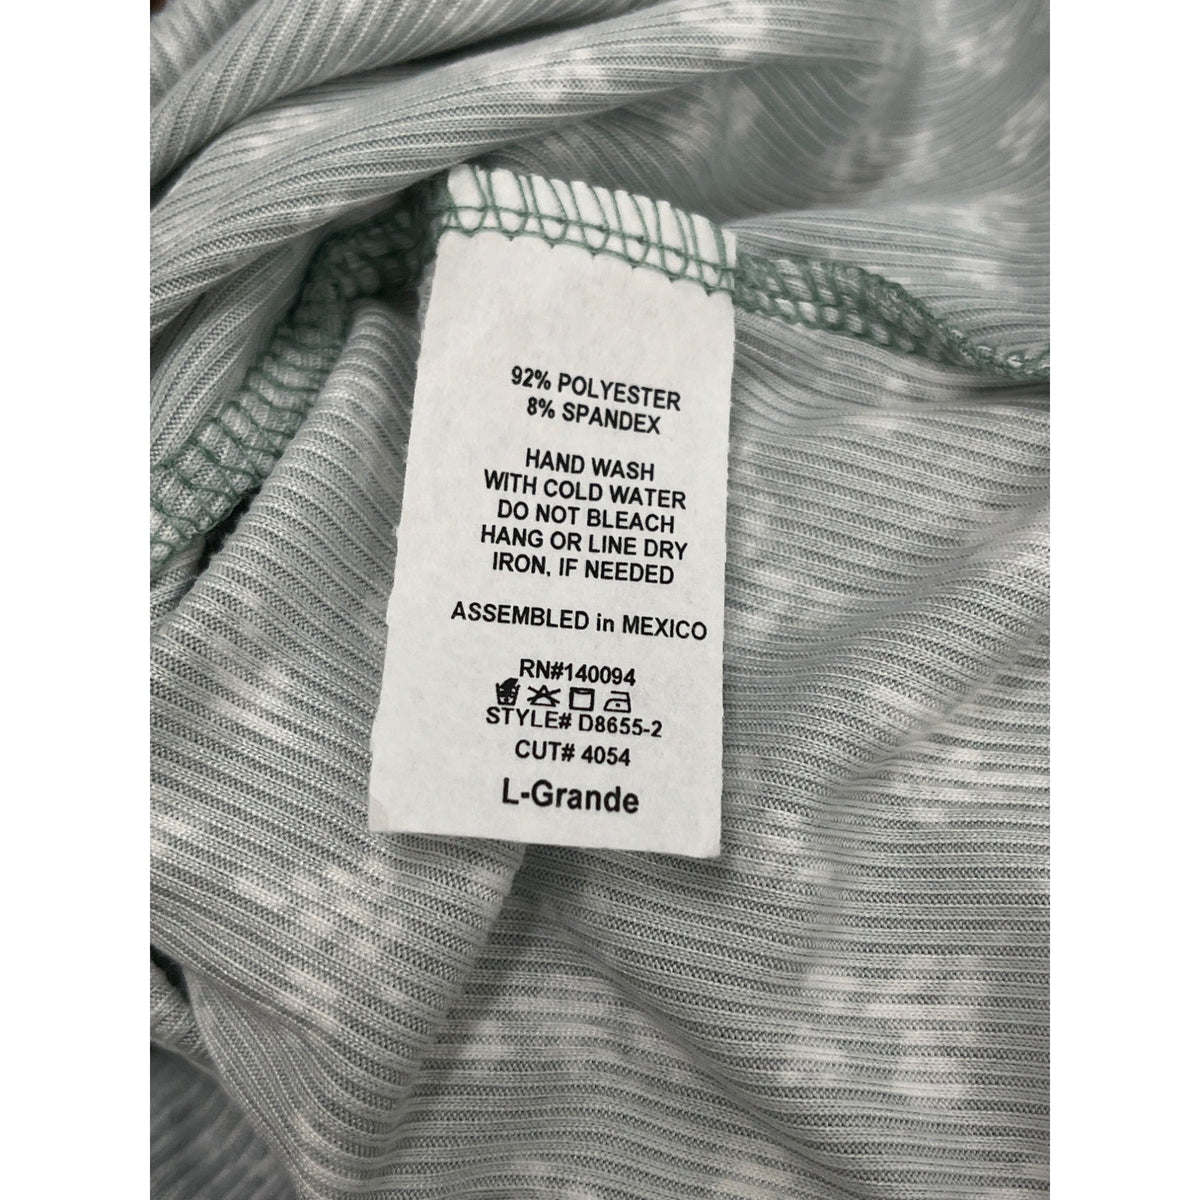 92% POLYESTER
8% SPANDEX
HAND WASH
WITH COLD WATER
DO NOT BLEACH
HANG OR LINE DRY
IRON, IF NEEDED
ASSEMBLED in MEXICO
RN#140094
STYLE# D8655-2
CUT# 4054
L-Grande